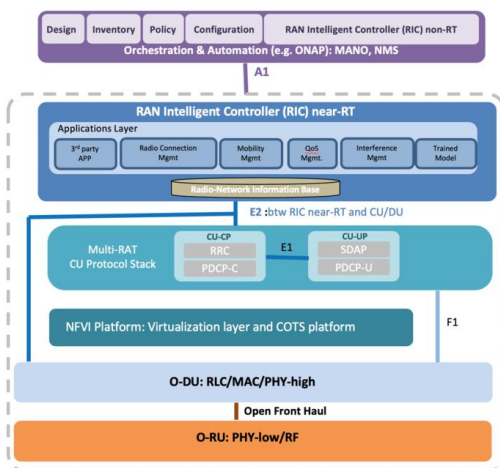 Design
Inventory
Policy
Configuration
RAN Intelligent Controller (RIC) non-RT
Orchestration & Automation (e.g. ONAP): MANO, NMS
A1
RAN Intelligent Controller (RIC) near-RT
Applications Layer
3rd party
APP
Radio Connection
Mgmt
Mobility
Mgmt
QoS
Mgmt.
Interference
Mgmt
Trained
Model
Radio-Network Information Base
E2 :btw RIC near-RT and CU/DU
Multi-RAT
CU Protocol Stack
CU-CP
RRC
PDCP-C
E1
CU-UP
SDAP
PDCP-U
NFVI Platform: Virtualization layer and COTS platform
F1
O-DU: RLC/MAC/PHY-high
Open Front Haul
O-RU: PHY-low/RF